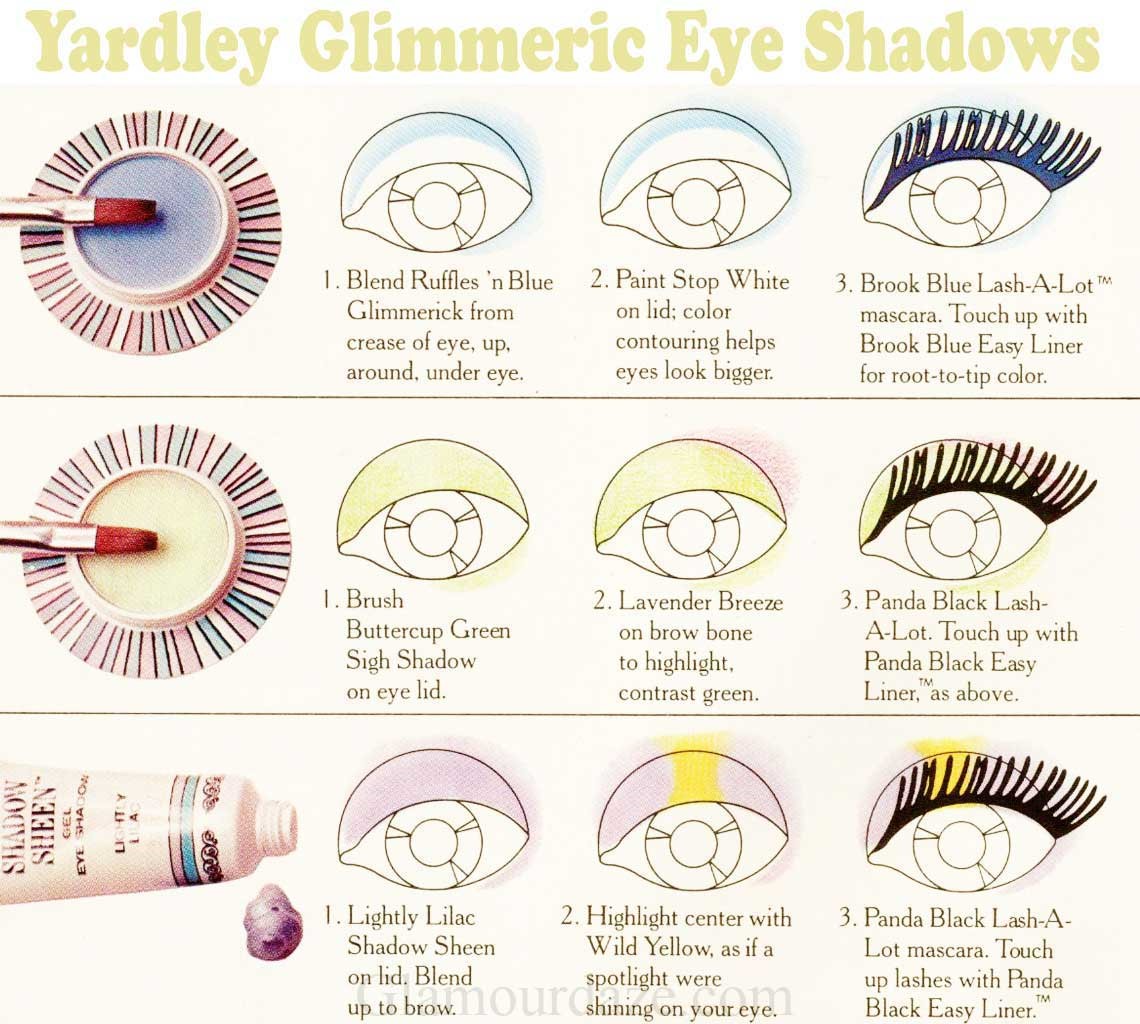 Yardley Glimmeric Eye Shadows
1. Blend Ruffles 'n Blue
Glimmerick from
crease of eye, up,
around, under eye.
2. Paint Stop White
on lid; color
contouring helps
eyes look bigger.
3. Brook Blue Lash-A-Lot™
mascara. Touch up with
Brook Blue Easy Liner
for root-to-tip color.
1. Brush
Buttercup Green
Sigh Shadow
on eye lid.
2. Lavender Breeze
on brow bone
to highlight,
contrast green.
3. Panda Black Lash-
A-Lot. Touch up with
Panda Black Easy
Liner,™ as above.
SHADOW
SHEEN™
GEL
EYE SHADOW
LIGHTLY
LILAC
1. Lightly Lilac
Shadow Sheen
on lid. Blend
up to brow.
2. Highlight center with
Wild Yellow, as if a
spotlight were
shining on your eye.
3. Panda Black Lash-A-
Lot mascara. Touch
up lashes with Panda
Black Easy Liner.™
Glamourdaze.com